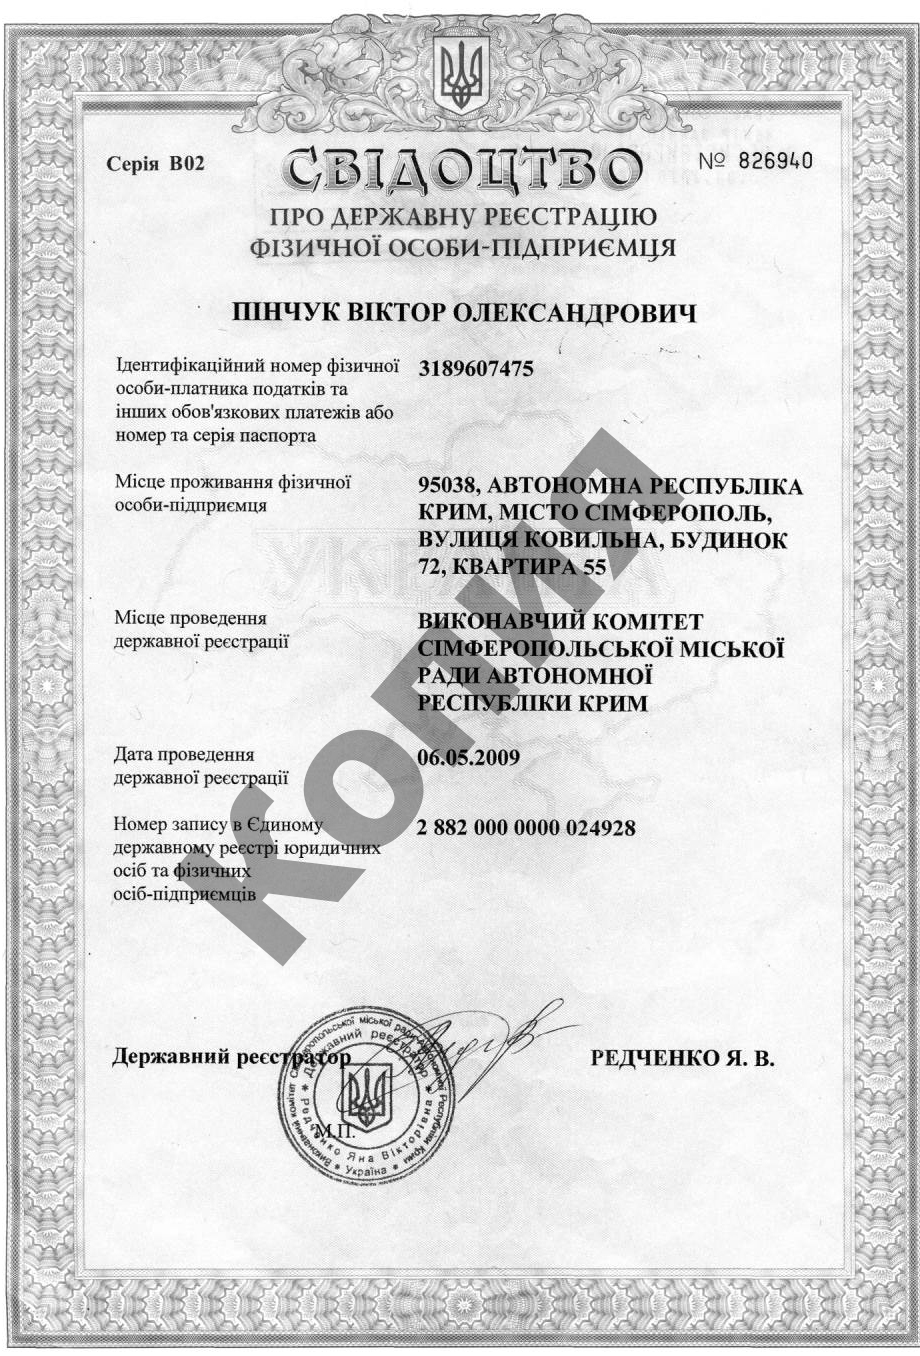 Серія В02
СВІДОЦТВО
№ 826940
ПРО ДЕРЖАВНУ РЕЄСТРАЦІЮ
ФІЗИЧНОЇ ОСОБИ-ПІДПРИЄМЦЯ
ПІНЧУК ВІКТОР ОЛЕКСАНДРОВИЧ
Ідентифікаційний номер фізичної
особи-платника податків та
інших обов'язкових платежів або
номер та серія паспорта
3189607475
Місце проживання фізичної
особи-підприємця
95038, АВТОНОМНА РЕСПУБЛІКА
КРИМ, МІСТО СІМФЕРОПОЛЬ,
ВУЛИЦЯ КОВИЛЬНА, БУДИНОК
72, КВАРТИРА 55
УКРАЇНА
Місце проведення
державної реєстрації
ВИКОНАВЧИЙ КОМІТЕТ
СІМФЕРОПОЛЬСЬКОЇ МІСЬКОЇ
РАДИ АВТОНОМНОЇ
РЕСПУБЛІКИ КРИМ
Дата проведення
державної реєстрації
06.05.2009
Номер запису в Єдиному
державному реєстрі юридичних
осіб та фізичних
осіб-підприємців
2 882 000 0000 024928
КОПИЯ
Державний реєстратор
РЕДЧЕНКО Я. В.
М.П.
Виконавчий комітет Сімферопольської міської ради Автономної Республіки Крим
* Україна *
Державний реєстратор
* Редченко Яна Вікторівна *